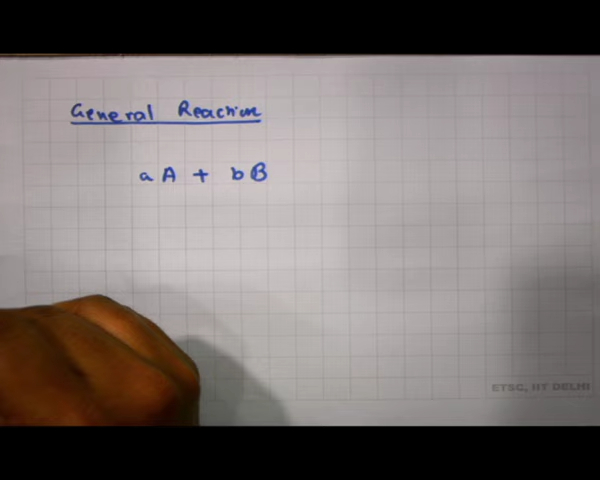 General Reaction
a A + b B
ETSC, IIT DELHI